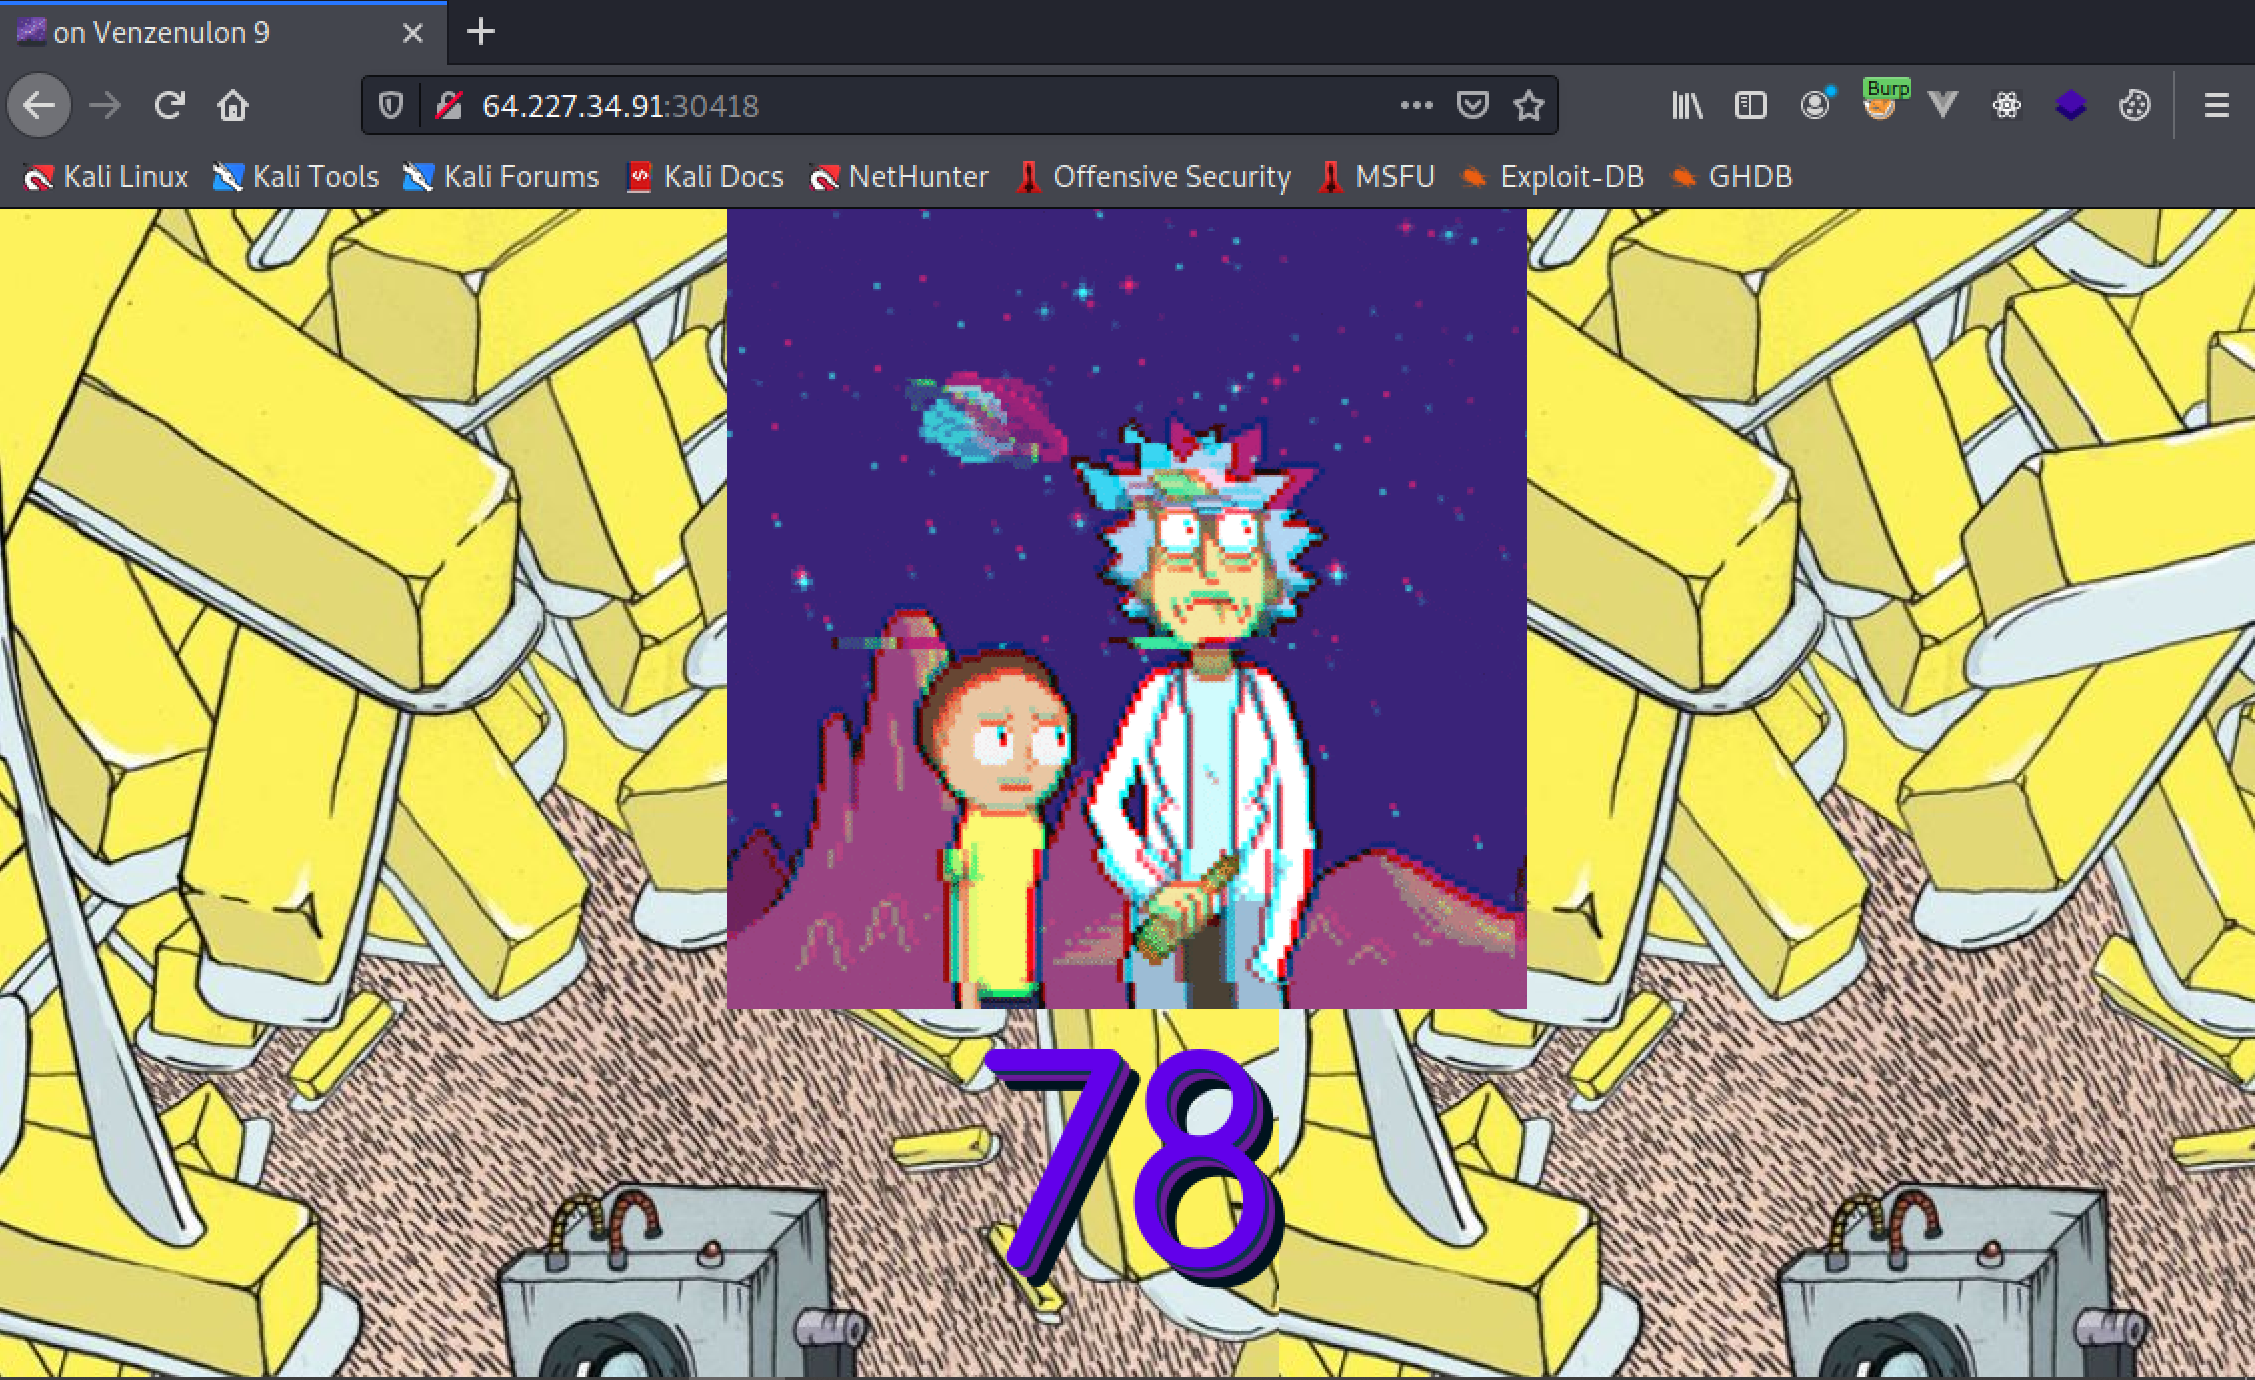 on Venzenulon 9
64.227.34.91:30418
Burp
Kali Linux Kali Tools Kali Forums Kali Docs NetHunter Offensive Security MSFU Exploit-DB GHDB
78